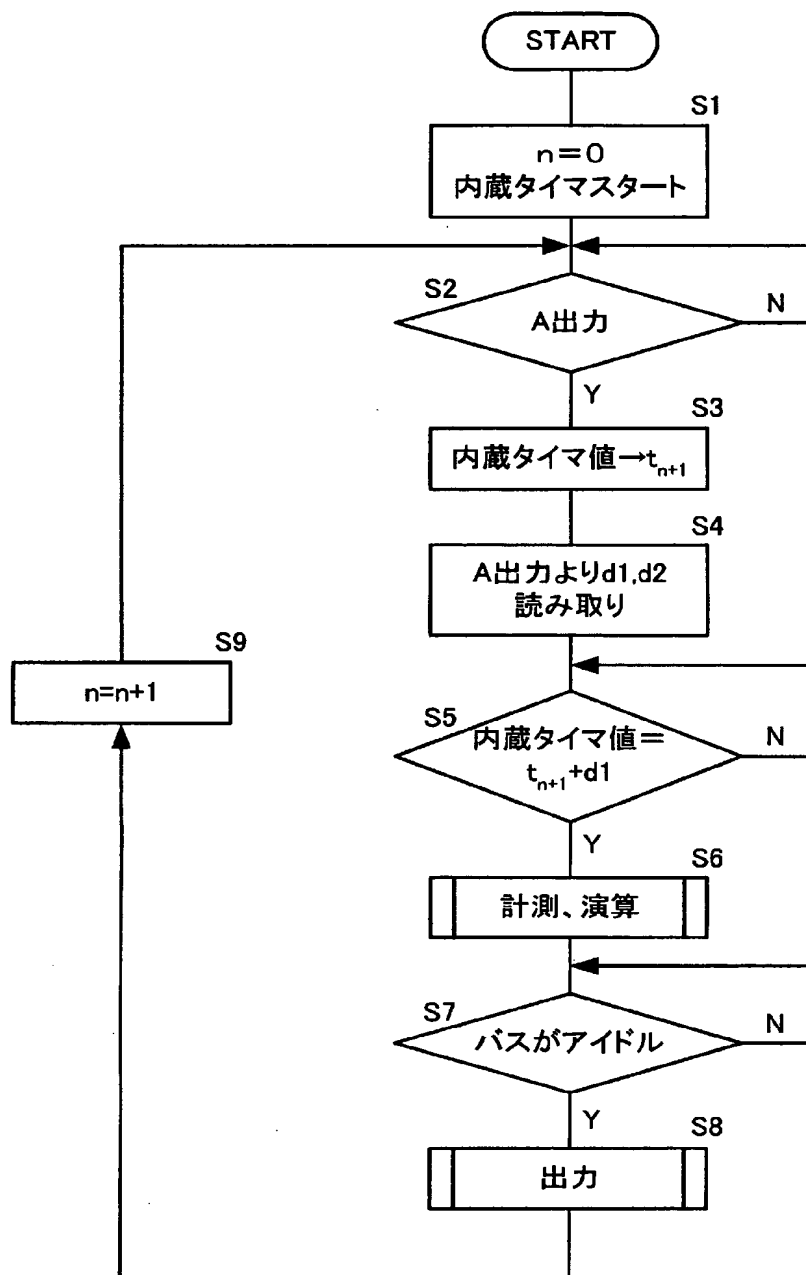 START
S1
n=0
内蔵タイマスタート
S2
A出力
N
Y
S3
内蔵タイマ値→tn+1
S4
A出力よりd1,d2
読み取り
S9
n=n+1
S5
内蔵タイマ値=
tn+1+d1
N
Y
S6
計測、演算
S7
バスがアイドル
N
Y
S8
出力